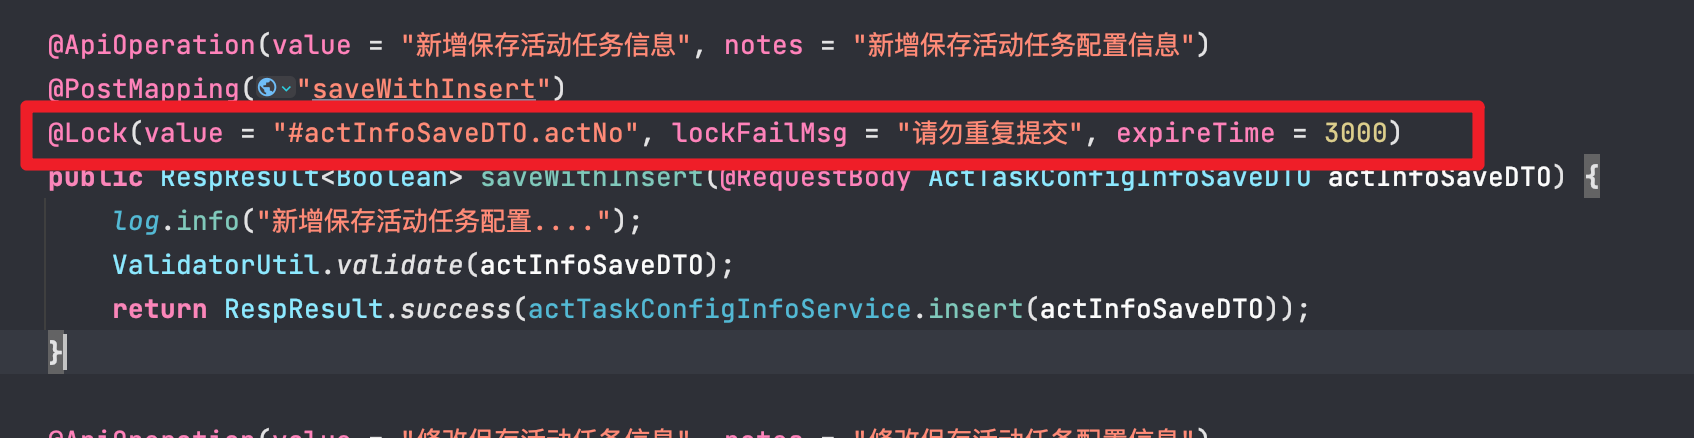 @ApiOperation(value = "新增保存活动任务信息", notes = "新增保存活动任务配置信息")
@PostMapping("saveWithInsert")
@Lock(value = "#actInfoSaveDTO.actNo", lockFailMsg = "请勿重复提交", expireTime = 3000)
public RespResult<Boolean> saveWithInsert(@RequestBody ActTaskConfigInfoSaveDTO actInfoSaveDTO) {
log.info("新增保存活动任务配置....");
ValidatorUtil.validate(actInfoSaveDTO);
return RespResult.success(actTaskConfigInfoService.insert(actInfoSaveDTO));
}
@ApiOperation(value = "修改保存活动任务信息", notes = "修改保存活动任务配置信息")